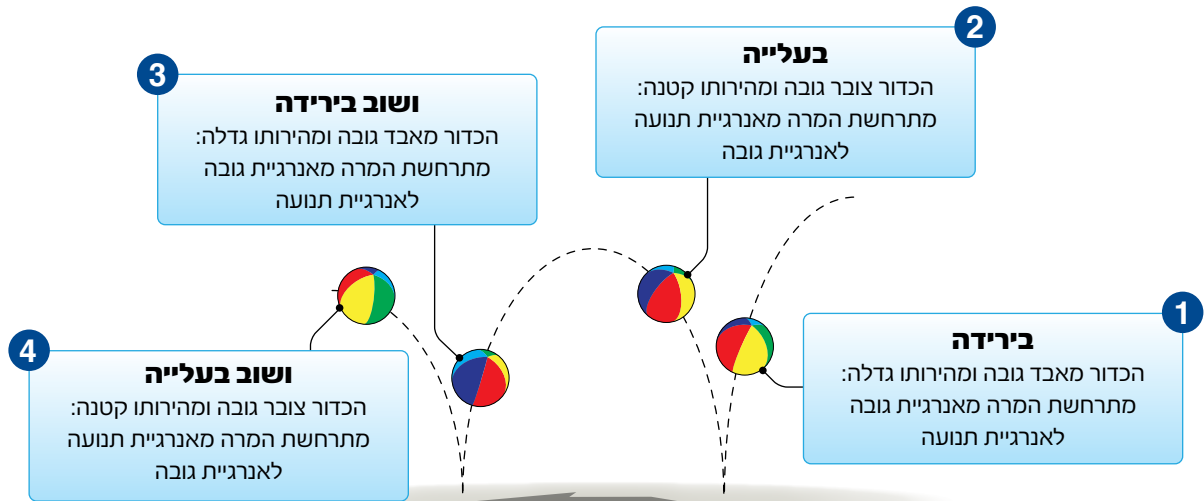 1
בירידה
הכדור מאבד גובה ומהירותו גדלה:
מתרחשת המרה מאנרגיית גובה
לאנרגיית תנועה
2
בעלייה
הכדור צובר גובה ומהירותו קטנה:
מתרחשת המרה מאנרגיית תנועה
לאנרגיית גובה
3
ושוב בירידה
הכדור מאבד גובה ומהירותו גדלה:
מתרחשת המרה מאנרגיית גובה
לאנרגיית תנועה
4
ושוב בעלייה
הכדור צובר גובה ומהירותו קטנה:
מתרחשת המרה מאנרגיית תנועה
לאנרגיית גובה